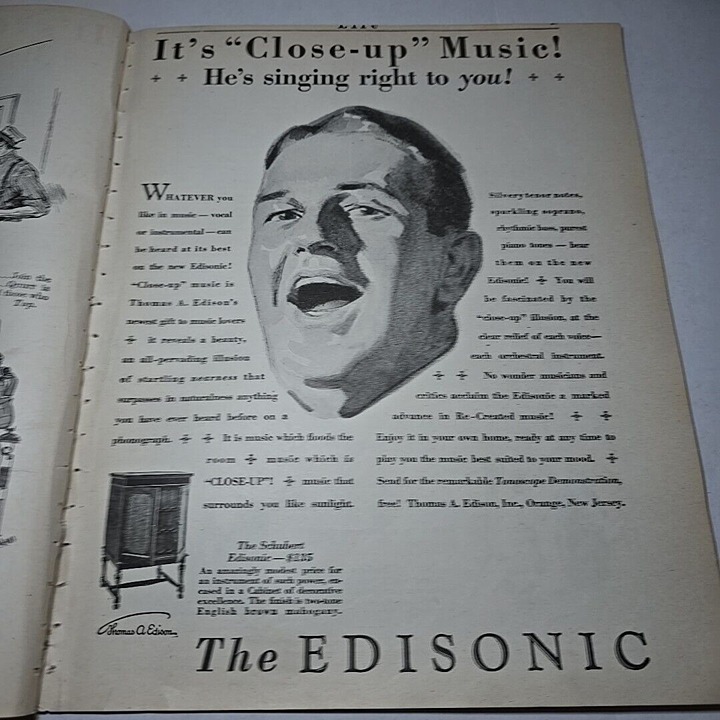 LIFE
It's "Close-up" Music!
He's singing right to you!
WHATEVER you
like in music — vocal
or instrumental — can
be heard at its best
on the new Edisonic!
"Close-up" music is
Thomas A. Edison's
newest gift to music lovers
it reveals a beauty,
an all-pervading illusion
of startling nearness that
surpasses in naturalness anything
you have ever heard before on a
phonograph. It is music which floods the
room music which is
"CLOSE-UP"! music that
surrounds you like sunlight.
Silvery tenor notes,
sparkling soprano,
rhythmic bass, purest
piano tones — hear
them on the new
Edisonic! You will
be fascinated by the
"close-up" illusion, at the
clear relief of each voice—
each orchestral instrument.
No wonder musicians and
critics acclaim the Edisonic a marked
advance in Re-Created music!
Enjoy it in your own home, ready at any time to
play you the music best suited to your mood.
Send for the remarkable Tonescope Demonstration,
free! Thomas A. Edison, Inc., Orange, New Jersey.
The Schubert
Edisonic — $135
An amazingly modest price for
an instrument of such power, en-
cased in a Cabinet of decorative
excellence. The finish is two-tone
English brown mahogany.
Thomas A Edison
The EDISONIC